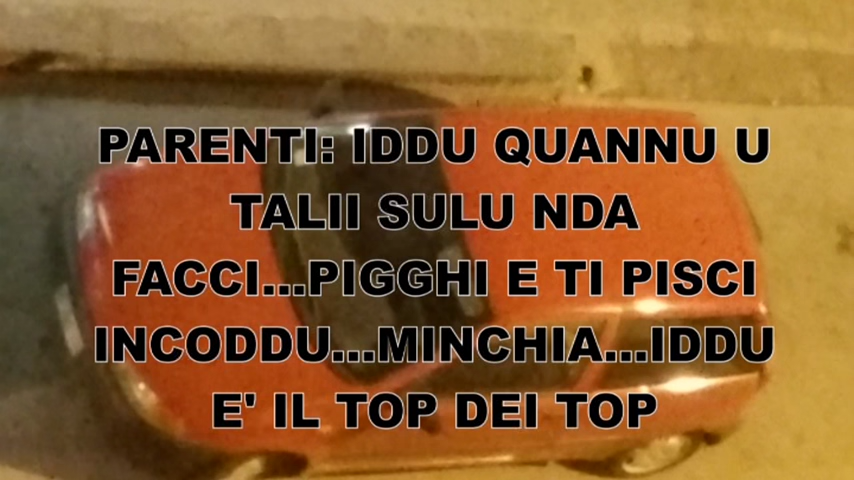 PARENTI: IDDU QUANNU U
TALII SULU NDA
FACCI...PIGGHI E TI PISCI
INCODDU...MINCHIA...IDDU
E' IL TOP DEI TOP